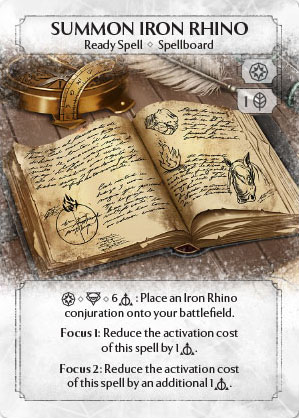 SUMMON IRON RHINO
Ready Spell ◇ Spellboard
1
◇ ◇ 6 : Place an Iron Rhino
conjuration onto your battlefield.
Focus 1: Reduce the activation cost
of this spell by 1 .
Focus 2: Reduce the activation cost
of this spell by an additional 1 .